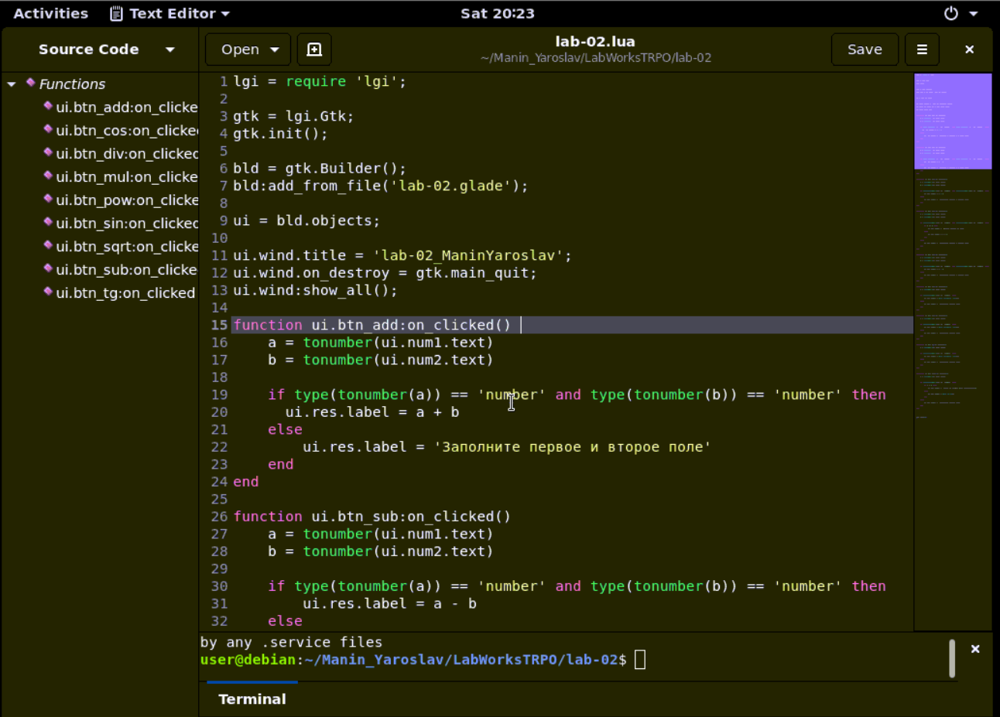 Activities Text Editor Sat 20:23
Source Code Open lab-02.lua Save
~/Manin_Yaroslav/LabWorksTRPO/lab-02
Functions
ui.btn_add:on_clicke
ui.btn_cos:on_clicked
ui.btn_div:on_clicked
ui.btn_mul:on_clicke
ui.btn_pow:on_clicke
ui.btn_sin:on_clicked
ui.btn_sqrt:on_clicke
ui.btn_sub:on_clicke
ui.btn_tg:on_clicked
1 lgi = require 'lgi';
2
3 gtk = lgi.Gtk;
4 gtk.init();
5
6 bld = gtk.Builder();
7 bld:add_from_file('lab-02.glade');
8
9 ui = bld.objects;
10
11 ui.wind.title = 'lab-02_ManinYaroslav';
12 ui.wind.on_destroy = gtk.main_quit;
13 ui.wind:show_all();
14
15 function ui.btn_add:on_clicked()
16     a = tonumber(ui.num1.text)
17     b = tonumber(ui.num2.text)
18
19     if type(tonumber(a)) == 'number' and type(tonumber(b)) == 'number' then
20       ui.res.label = a + b
21     else
22         ui.res.label = 'Заполните первое и второе поле'
23     end
24 end
25
26 function ui.btn_sub:on_clicked()
27     a = tonumber(ui.num1.text)
28     b = tonumber(ui.num2.text)
29
30     if type(tonumber(a)) == 'number' and type(tonumber(b)) == 'number' then
31         ui.res.label = a - b
32     else
by any .service files
user@debian:~/Manin_Yaroslav/LabWorksTRPO/lab-02$
Terminal